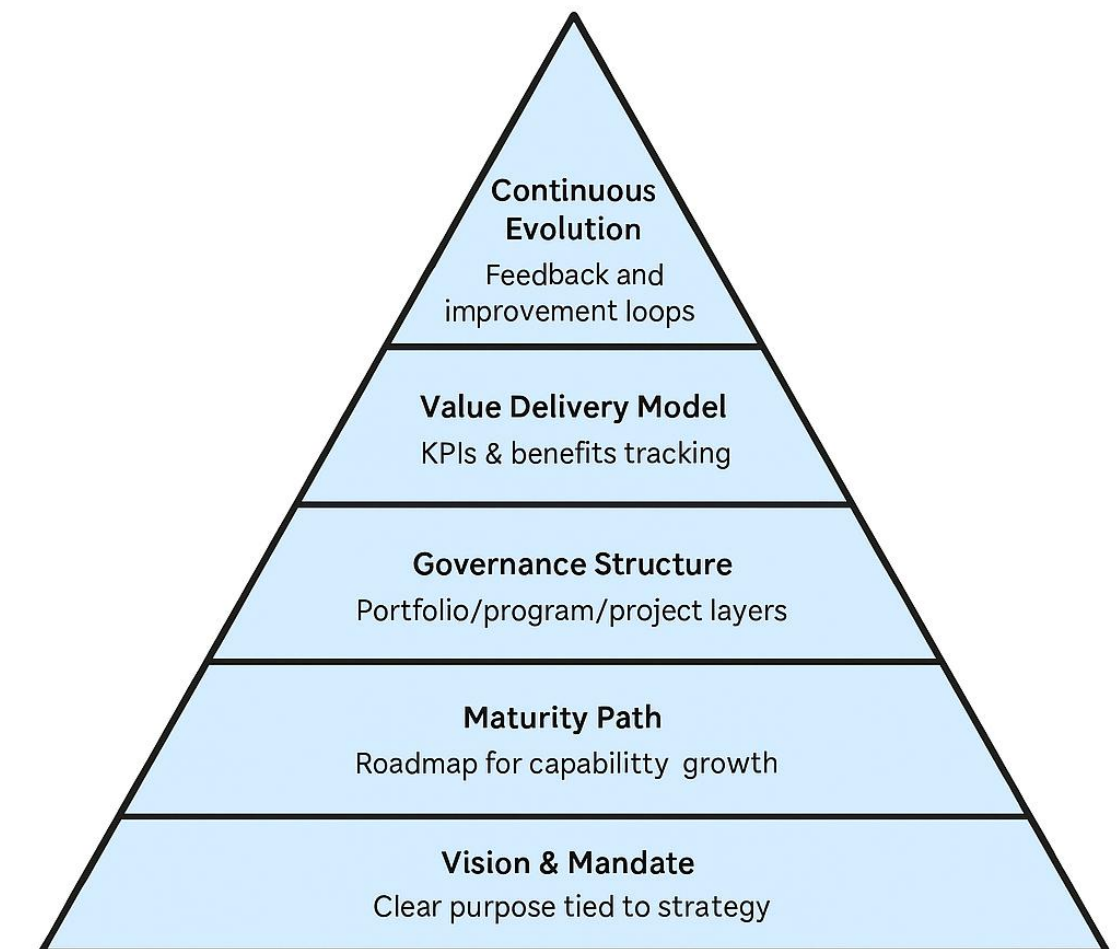 Continuous
Evolution
Feedback and
improvement loops
Value Delivery Model
KPIs & benefits tracking
Governance Structure
Portfolio/program/project layers
Maturity Path
Roadmap for capabilitty growth
Vision & Mandate
Clear purpose tied to strategy